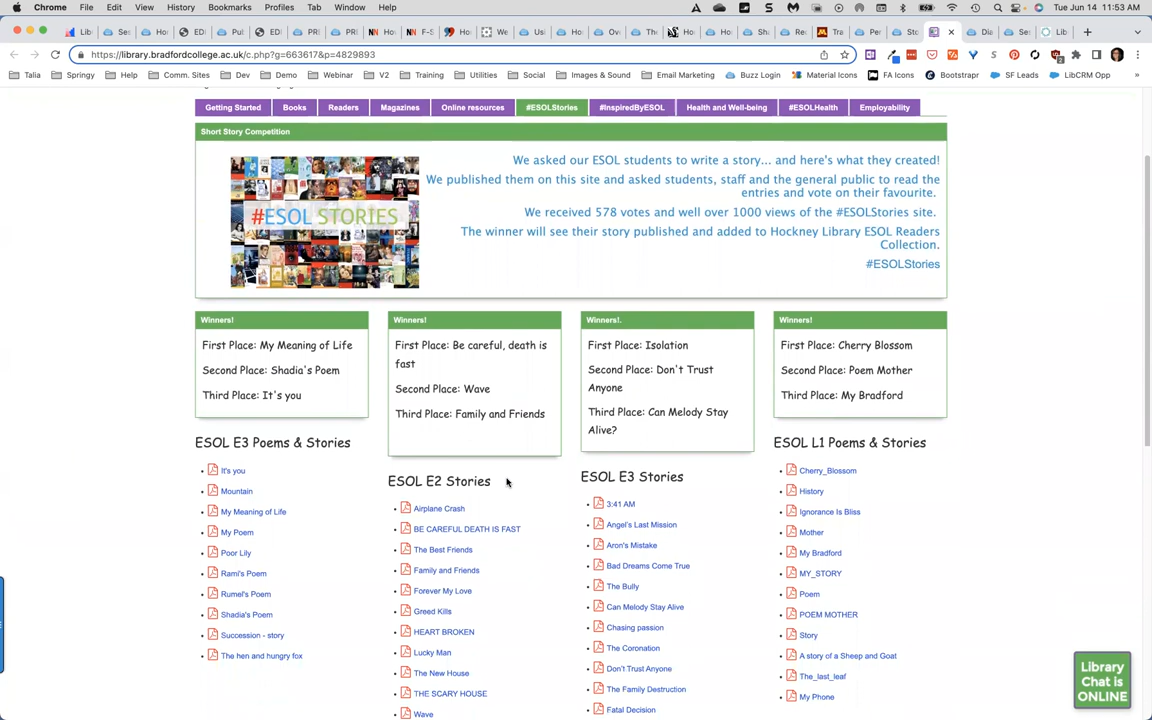 Chrome File Edit View History Bookmarks Profiles Tab Window Help
Tue Jun 14 11:53 AM
https://library.bradfordcollege.ac.uk/c.php?g=663617&p=4829893
Talia Springy Help Comm. Sites Dev Demo Webinar V2 Training Utilities Social Images & Sound Email Marketing Buzz Login Material Icons FA Icons Bootstrapr SF Leads LibCRM Opp
Getting Started Books Readers Magazines Online resources #ESOLStories #InspiredByESOL Health and Well-being #ESOLHealth Employability
Short Story Competition
#ESOL STORIES
We asked our ESOL students to write a story... and here's what they created!
We published them on this site and asked students, staff and the general public to read the
entries and vote on their favourite.
We received 578 votes and well over 1000 views of the #ESOLStories site.
The winner will see their story published and added to Hockney Library ESOL Readers
Collection.
#ESOLStories
Winners!
First Place: My Meaning of Life
Second Place: Shadia's Poem
Third Place: It's you
ESOL E3 Poems & Stories
It's you
Mountain
My Meaning of Life
My Poem
Poor Lily
Rami's Poem
Rumel's Poem
Shadia's Poem
Succession - story
The hen and hungry fox
Winners!
First Place: Be careful, death is
fast
Second Place: Wave
Third Place: Family and Friends
ESOL E2 Stories
Airplane Crash
BE CAREFUL DEATH IS FAST
The Best Friends
Family and Friends
Forever My Love
Greed Kills
HEART BROKEN
Lucky Man
The New House
THE SCARY HOUSE
Wave
Winners!.
First Place: Isolation
Second Place: Don't Trust
Anyone
Third Place: Can Melody Stay
Alive?
ESOL E3 Stories
3:41 AM
Angel's Last Mission
Aron's Mistake
Bad Dreams Come True
The Bully
Can Melody Stay Alive
Chasing passion
The Coronation
Don't Trust Anyone
The Family Destruction
Fatal Decision
Winners!
First Place: Cherry Blossom
Second Place: Poem Mother
Third Place: My Bradford
ESOL L1 Poems & Stories
Cherry_Blossom
History
Ignorance Is Bliss
Mother
My Bradford
MY_STORY
Poem
POEM MOTHER
Story
A story of a Sheep and Goat
The_last_leaf
My Phone
Library
Chat is
ONLINE